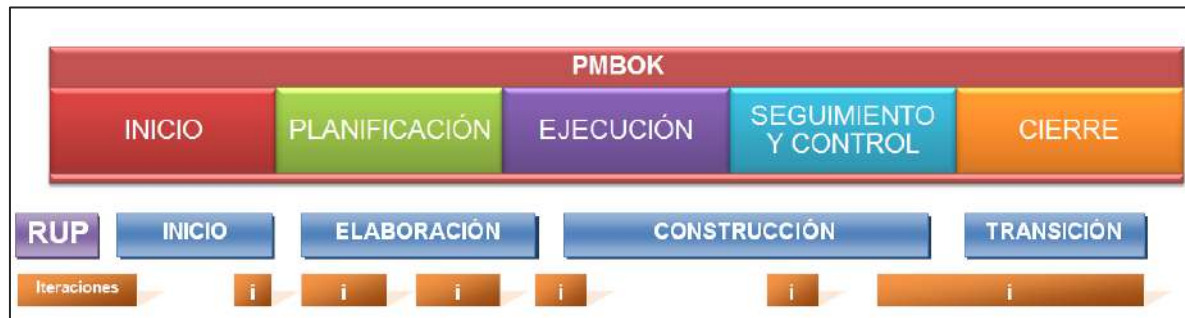 PMBOK
INICIO
PLANIFICACIÓN
EJECUCIÓN
SEGUIMIENTO
Y CONTROL
CIERRE
RUP
INICIO
ELABORACIÓN
CONSTRUCCIÓN
TRANSICIÓN
Iteraciones
i
i
i
i
i
i